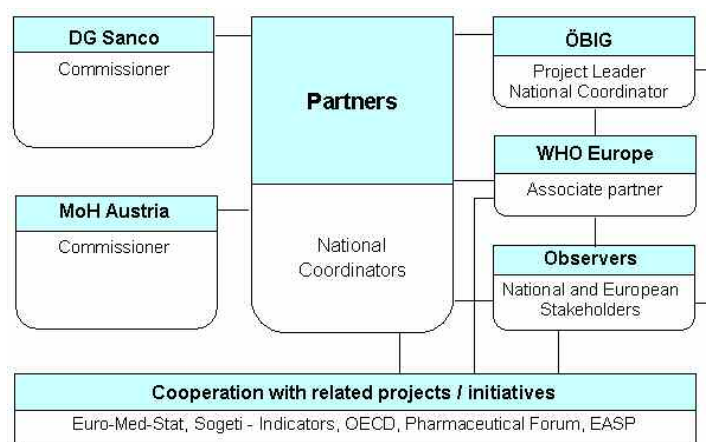 DG Sanco
Commissioner
MoH Austria
Commissioner
Partners
National
Coordinators
ÖBIG
Project Leader
National Coordinator
WHO Europe
Associate partner
Observers
National and European
Stakeholders
Cooperation with related projects / initiatives
Euro-Med-Stat, Sogeti - Indicators, OECD, Pharmaceutical Forum, EASP